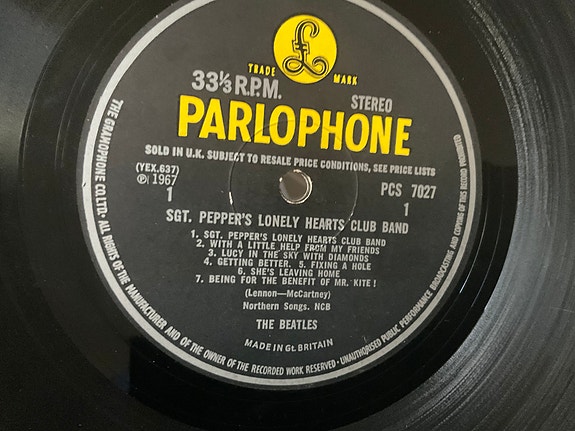 £
TRADE MARK
33⅓ R.P.M.
STEREO
PARLOPHONE
SOLD IN U.K. SUBJECT TO RESALE PRICE CONDITIONS, SEE PRICE LISTS
(YEX.637)
Ⓟ 1967
1
PCS 7027
1
SGT. PEPPER'S LONELY HEARTS CLUB BAND
1. SGT. PEPPER'S LONELY HEARTS CLUB BAND
2. WITH A LITTLE HELP FROM MY FRIENDS
3. LUCY IN THE SKY WITH DIAMONDS
4. GETTING BETTER. 5. FIXING A HOLE
6. SHE'S LEAVING HOME
7. BEING FOR THE BENEFIT OF MR. KITE!
(Lennon—McCartney)
Northern Songs. NCB
THE BEATLES
MADE IN Gt. BRITAIN
THE GRAMOPHONE CO. LTD. · ALL RIGHTS OF THE MANUFACTURER AND OF THE OWNER OF THE RECORDED WORK RESERVED · UNAUTHORISED PUBLIC PERFORMANCE BROADCASTING AND COPYING OF THIS RECORD PROHIBITED